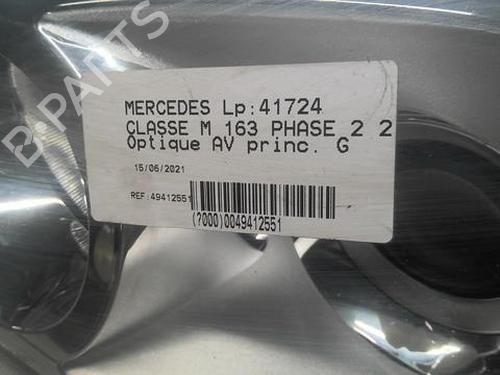 B-PARTS
MERCEDES Lp:41724
CLASSE M 163 PHASE 2 2
Optique AV princ. G
15/06/2021
REF:49412551
(?000)0049412551